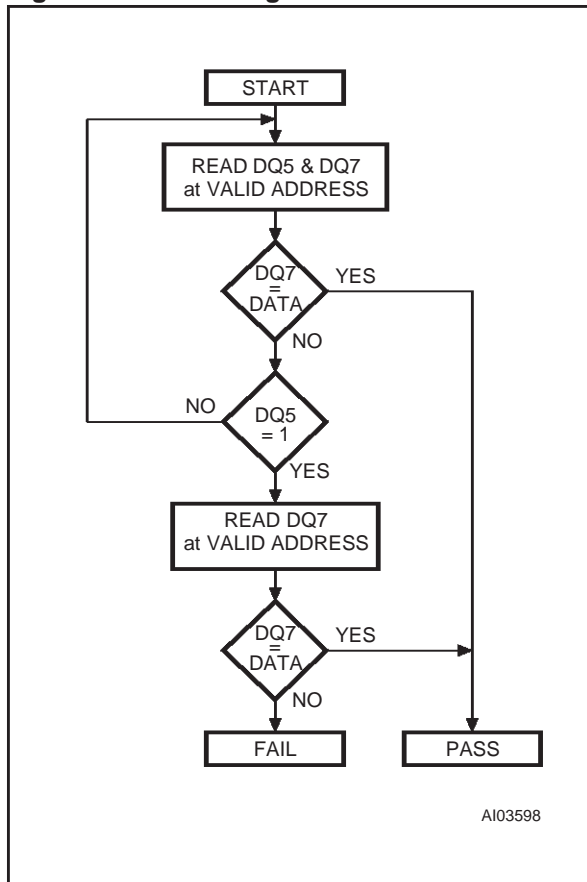 START
READ DQ5 & DQ7
at VALID ADDRESS
DQ7
=
DATA
YES
NO
DQ5
= 1
NO
YES
READ DQ7
at VALID ADDRESS
DQ7
=
DATA
YES
NO
FAIL
PASS
AI03598